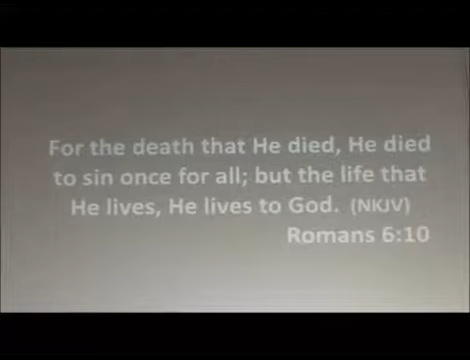 For the death that He died, He died
to sin once for all; but the life that
He lives, He lives to God. (NKJV)
Romans 6:10